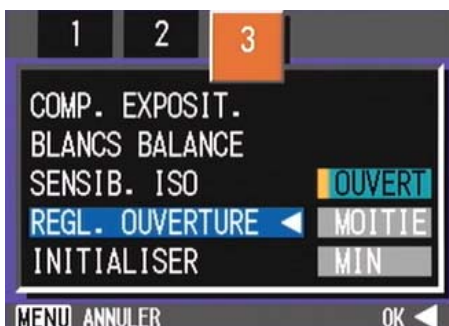 1 2 3
COMP. EXPOSIT.
BLANCS BALANCE
SENSIB. ISO OUVERT
REGL. OUVERTURE ◀ MOITIE
INITIALISER MIN
MENU ANNULER OK ◀